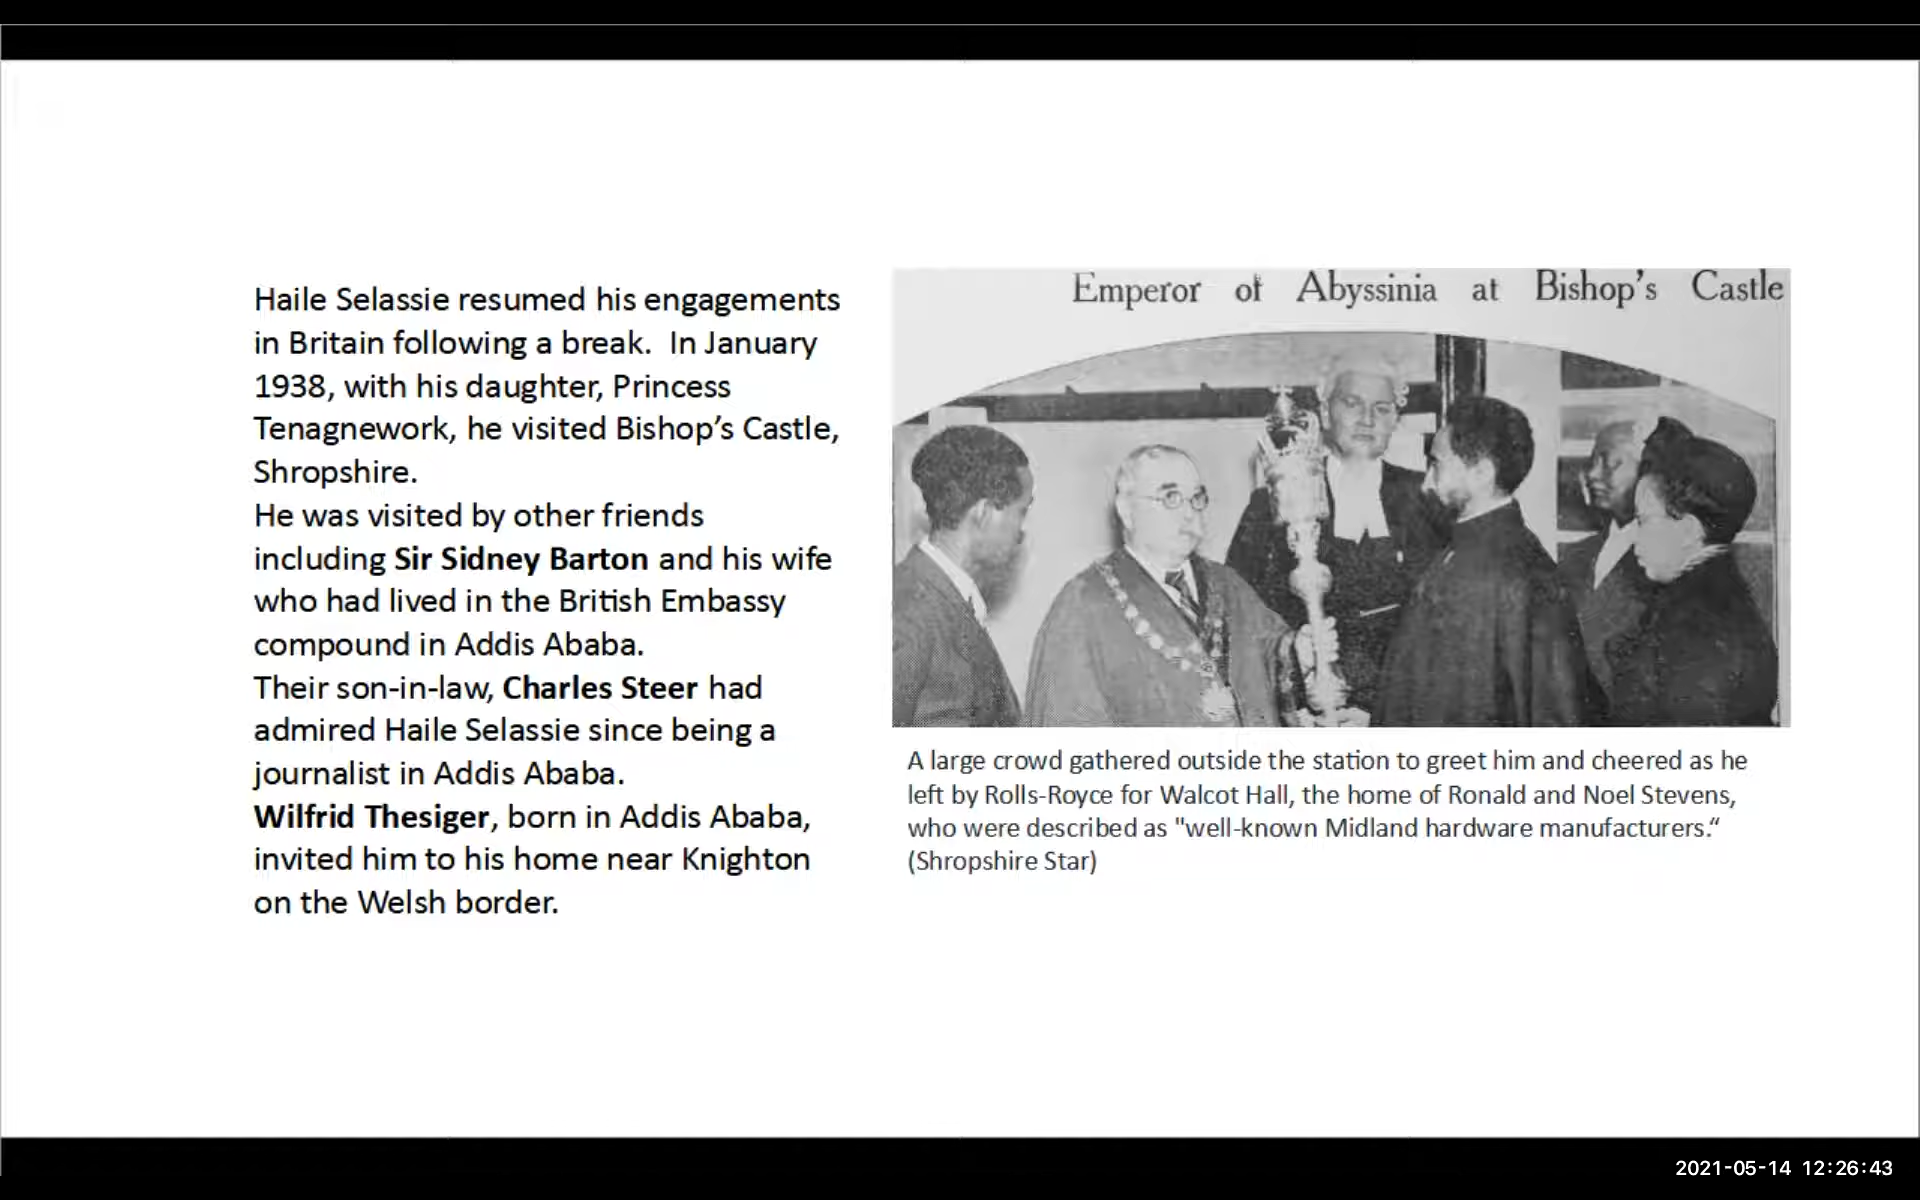 Haile Selassie resumed his engagements
in Britain following a break.  In January
1938, with his daughter, Princess
Tenagnework, he visited Bishop’s Castle,
Shropshire.
He was visited by other friends
including Sir Sidney Barton and his wife
who had lived in the British Embassy
compound in Addis Ababa.
Their son-in-law, Charles Steer had
admired Haile Selassie since being a
journalist in Addis Ababa.
Wilfrid Thesiger, born in Addis Ababa,
invited him to his home near Knighton
on the Welsh border.
Emperor of Abyssinia at Bishop’s Castle
A large crowd gathered outside the station to greet him and cheered as he
left by Rolls-Royce for Walcot Hall, the home of Ronald and Noel Stevens,
who were described as "well-known Midland hardware manufacturers.“
(Shropshire Star)
2021-05-14 12:26:43